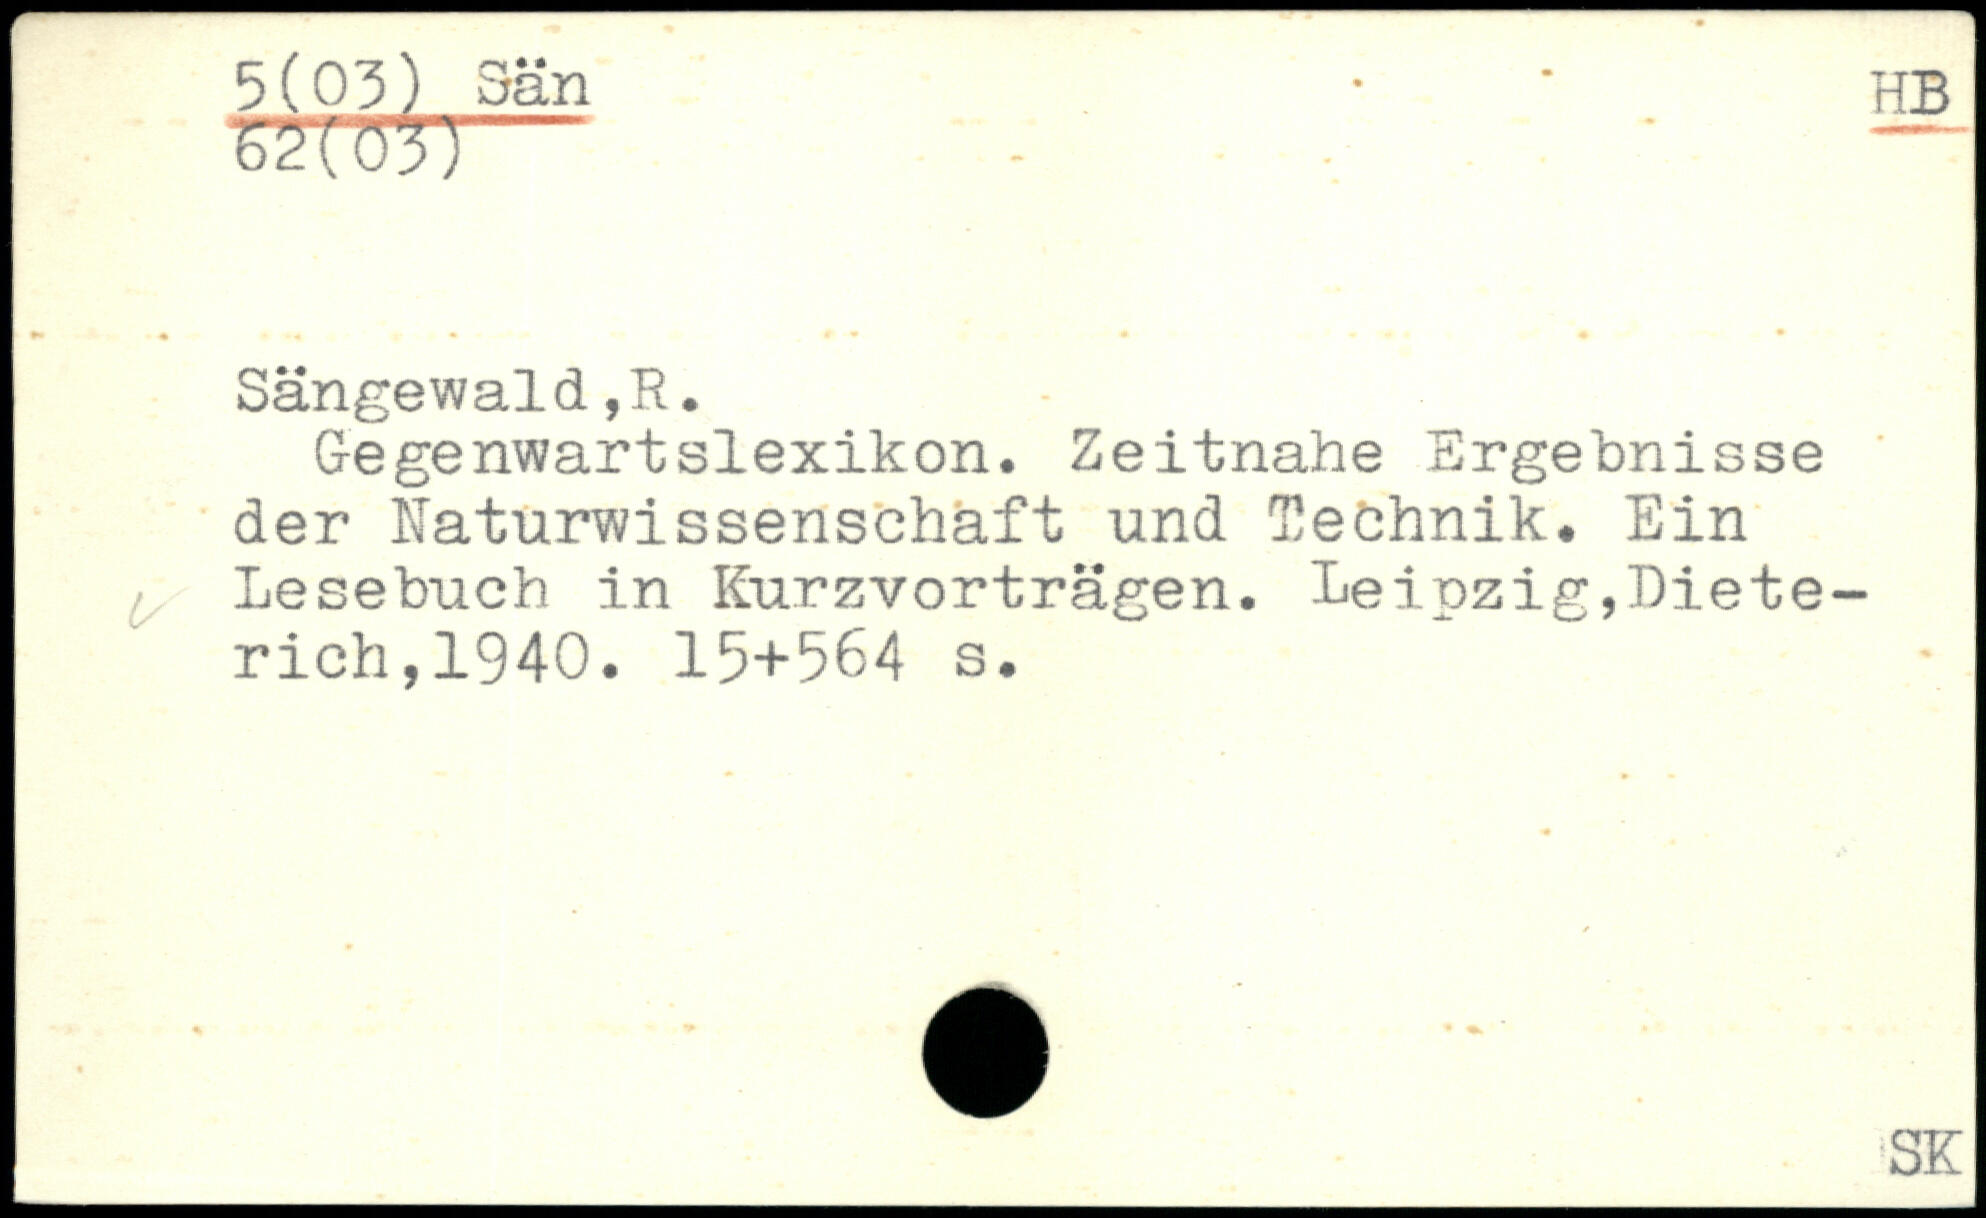 5(03) Sän
HB
62(03)
Sängewald,R.
Gegenwartslexikon. Zeitnahe Ergebnisse
der Naturwissenschaft und Technik. Ein
Lesebuch in Kurzvorträgen. Leipzig,Diete-
rich,1940. 15+564 s.
SK